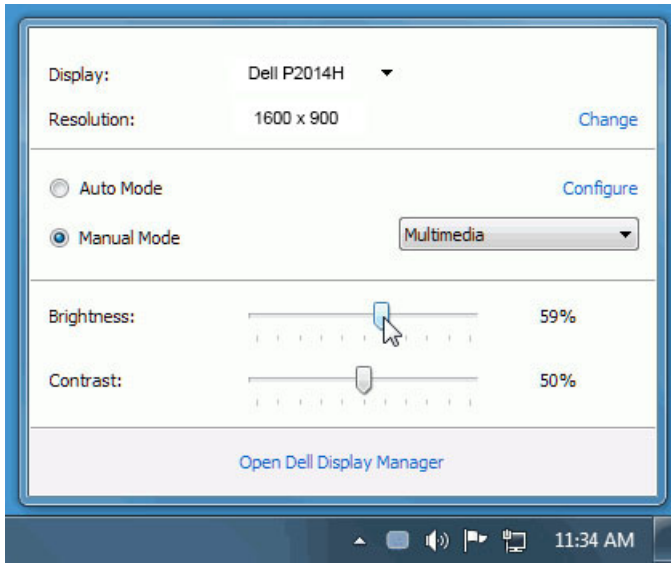 Display: Dell P2014H
Resolution: 1600 x 900 Change
Auto Mode Configure
Manual Mode Multimedia
Brightness: 59%
Contrast: 50%
Open Dell Display Manager
11:34 AM